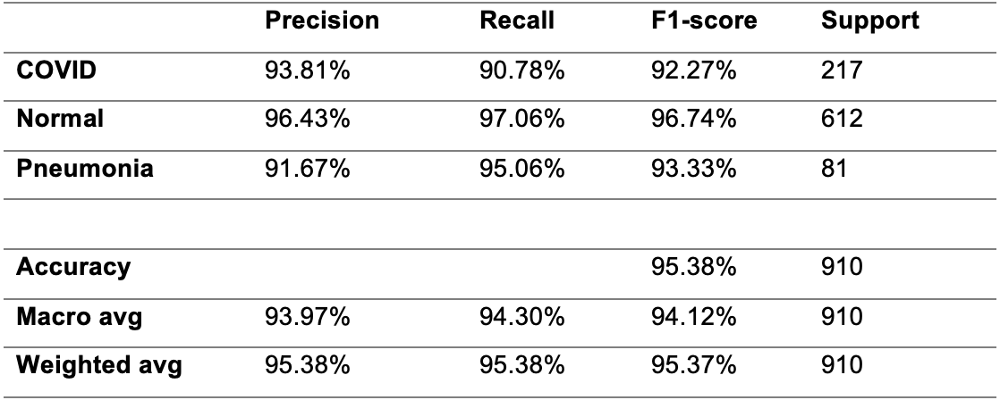 Precision Recall F1-score Support
COVID 93.81% 90.78% 92.27% 217
Normal 96.43% 97.06% 96.74% 612
Pneumonia 91.67% 95.06% 93.33% 81
Accuracy 95.38% 910
Macro avg 93.97% 94.30% 94.12% 910
Weighted avg 95.38% 95.38% 95.37% 910